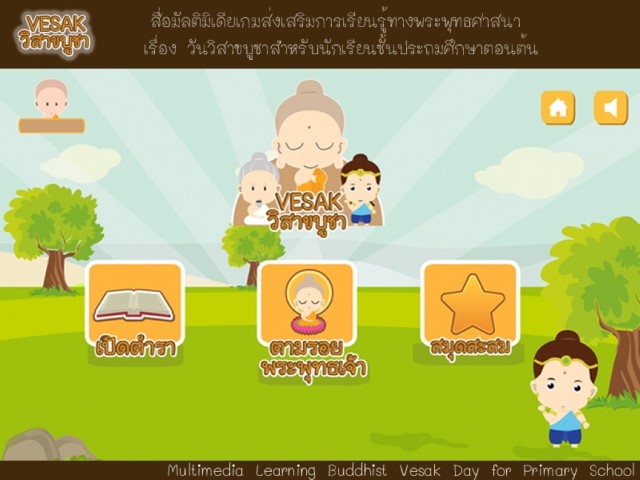 VESAK
วิสาขบูชา
สื่อมัลติมีเดียเกมส่งเสริมการเรียนรู้ทางพระพุทธศาสนา
เรื่อง วันวิสาขบูชาสำหรับนักเรียนชั้นประถมศึกษาตอนต้น
VESAK
วิสาขบูชา
เปิดตำรา
ตามรอย
พระพุทธเจ้า
สมุดสะสม
Multimedia Learning Buddhist Vesak Day for Primary School